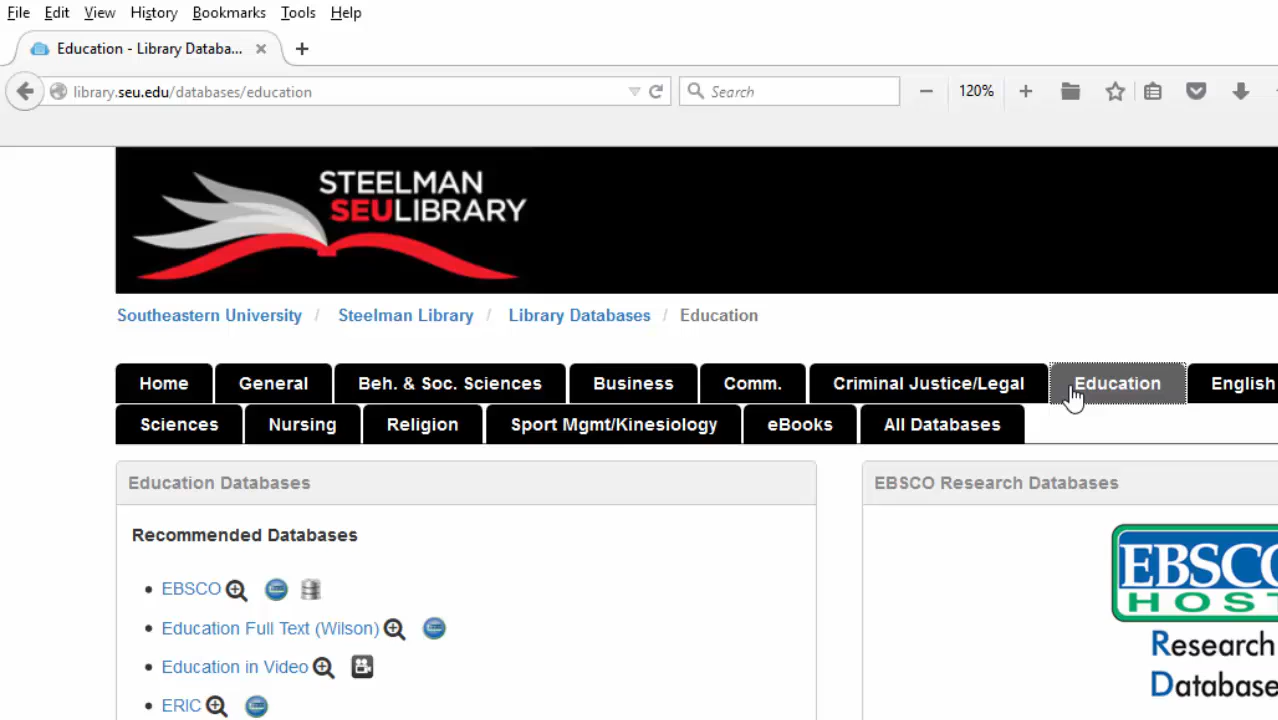 File Edit View History Bookmarks Tools Help
Education - Library Databa...
library.seu.edu/databases/education
Search
120%
STEELMAN
SEULIBRARY
Southeastern University / Steelman Library / Library Databases / Education
Home General Beh. & Soc. Sciences Business Comm. Criminal Justice/Legal Education English
Sciences Nursing Religion Sport Mgmt/Kinesiology eBooks All Databases
Education Databases
Recommended Databases
• EBSCO
• Education Full Text (Wilson)
• Education in Video
• ERIC
EBSCO Research Databases
EBSCO
HOST
Research
Database